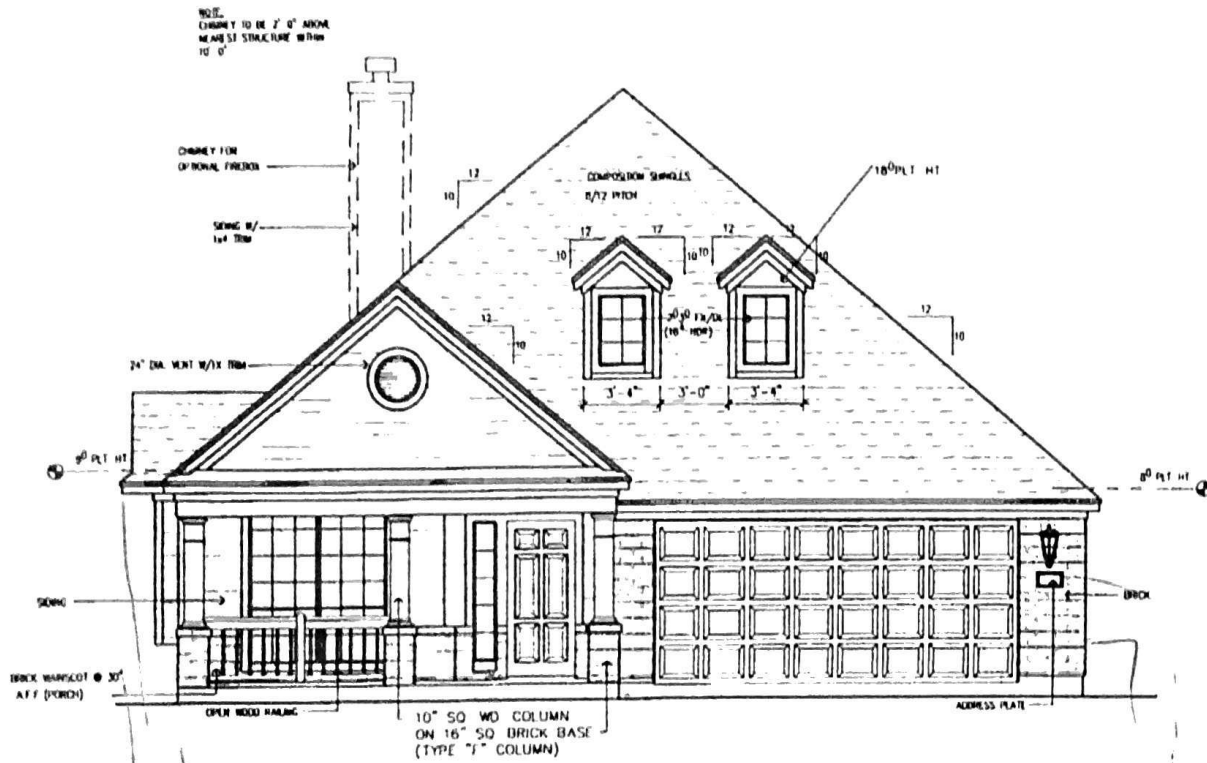 NOTE:
CHIMNEY TO BE 2' 0" ABOVE
NEAREST STRUCTURE WITHIN
10' 0"
CHIMNEY FOR
OPTIONAL FIREBOX
SIDING W/
1x4 TRIM
12
10
COMPOSITION SHINGLES
/12 PITCH
18⁰ PLT HT
12 12 12 12
10 10 10 10
12
10
12
10
3⁰ FX/
HDR)
24" DIA. VENT W/1X TRIM
3'-4" 3'-0" 3'-4"
9⁰ PLT HT
8⁰ PLT HT
SIDING
BRICK
BRICK WAINSCOT @ 30"
A.F.F (PORCH)
OPEN WOOD RAILING
10" SQ WD COLUMN
ON 16" SQ BRICK BASE
(TYPE "F" COLUMN)
ADDRESS PLATE